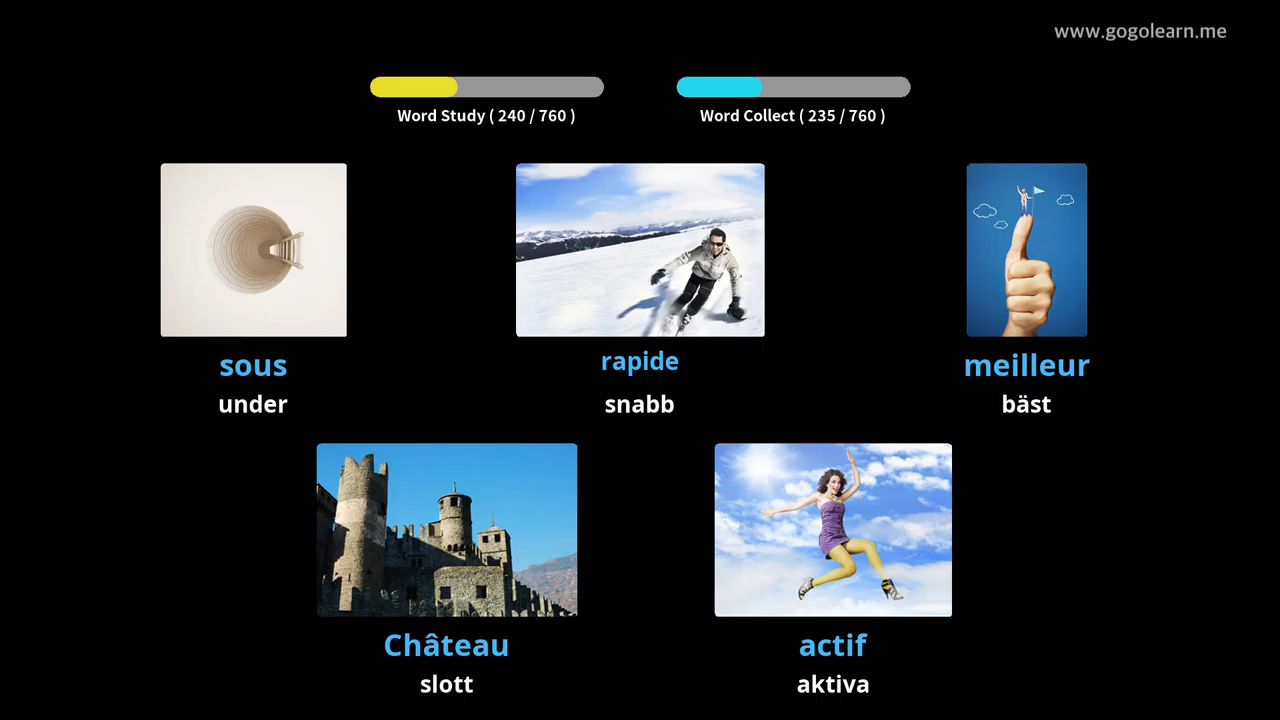 www.gogolearn.me
Word Study ( 240 / 760 )
Word Collect ( 235 / 760 )
sous
under
rapide
snabb
meilleur
bäst
Château
slott
actif
aktiva